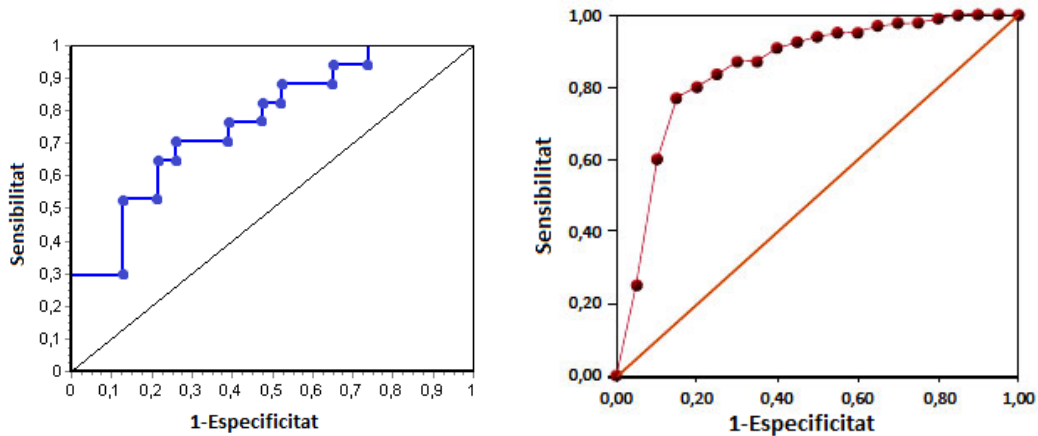 1
0,9
0,8
0,7
0,6
0,5
0,4
0,3
0,2
0,1
0
Sensibilitat
0 0,1 0,2 0,3 0,4 0,5 0,6 0,7 0,8 0,9 1
1-Especificitat
1,00
0,80
0,60
0,40
0,20
0,00
Sensibilitat
0,00 0,20 0,40 0,60 0,80 1,00
1-Especificitat